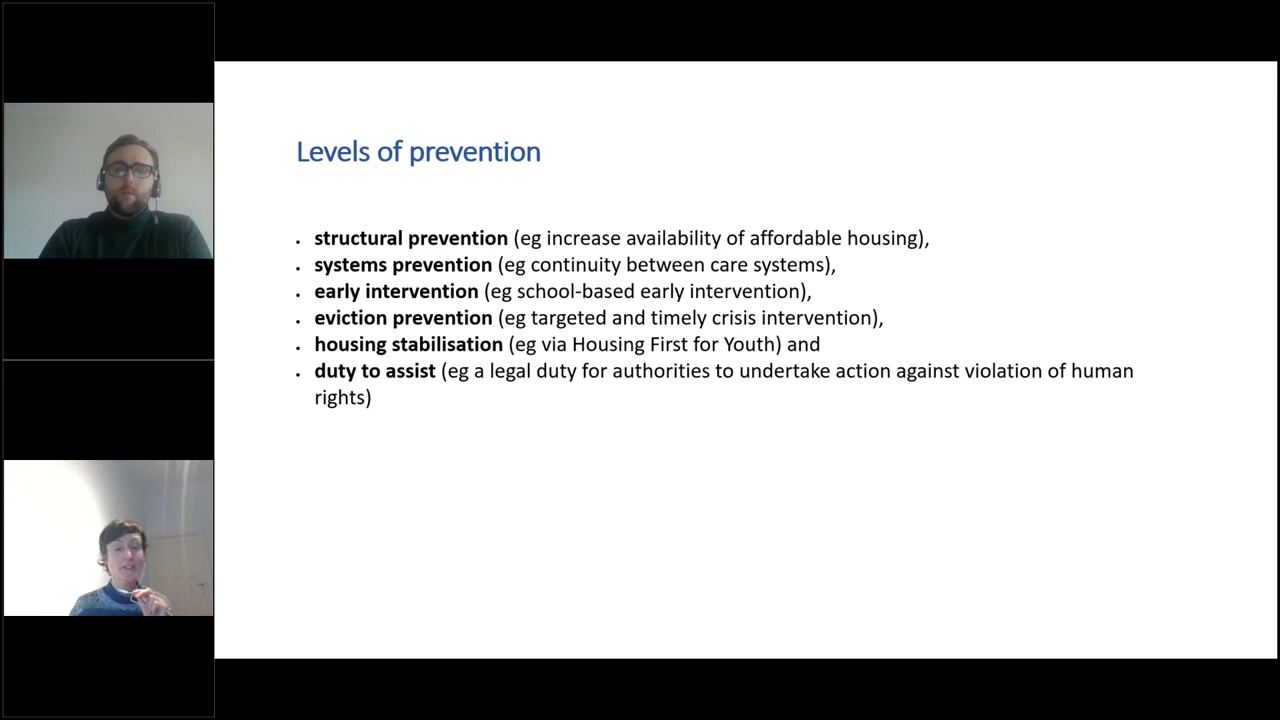 Levels of prevention
• structural prevention (eg increase availability of affordable housing),
• systems prevention (eg continuity between care systems),
• early intervention (eg school-based early intervention),
• eviction prevention (eg targeted and timely crisis intervention),
• housing stabilisation (eg via Housing First for Youth) and
• duty to assist (eg a legal duty for authorities to undertake action against violation of human
rights)